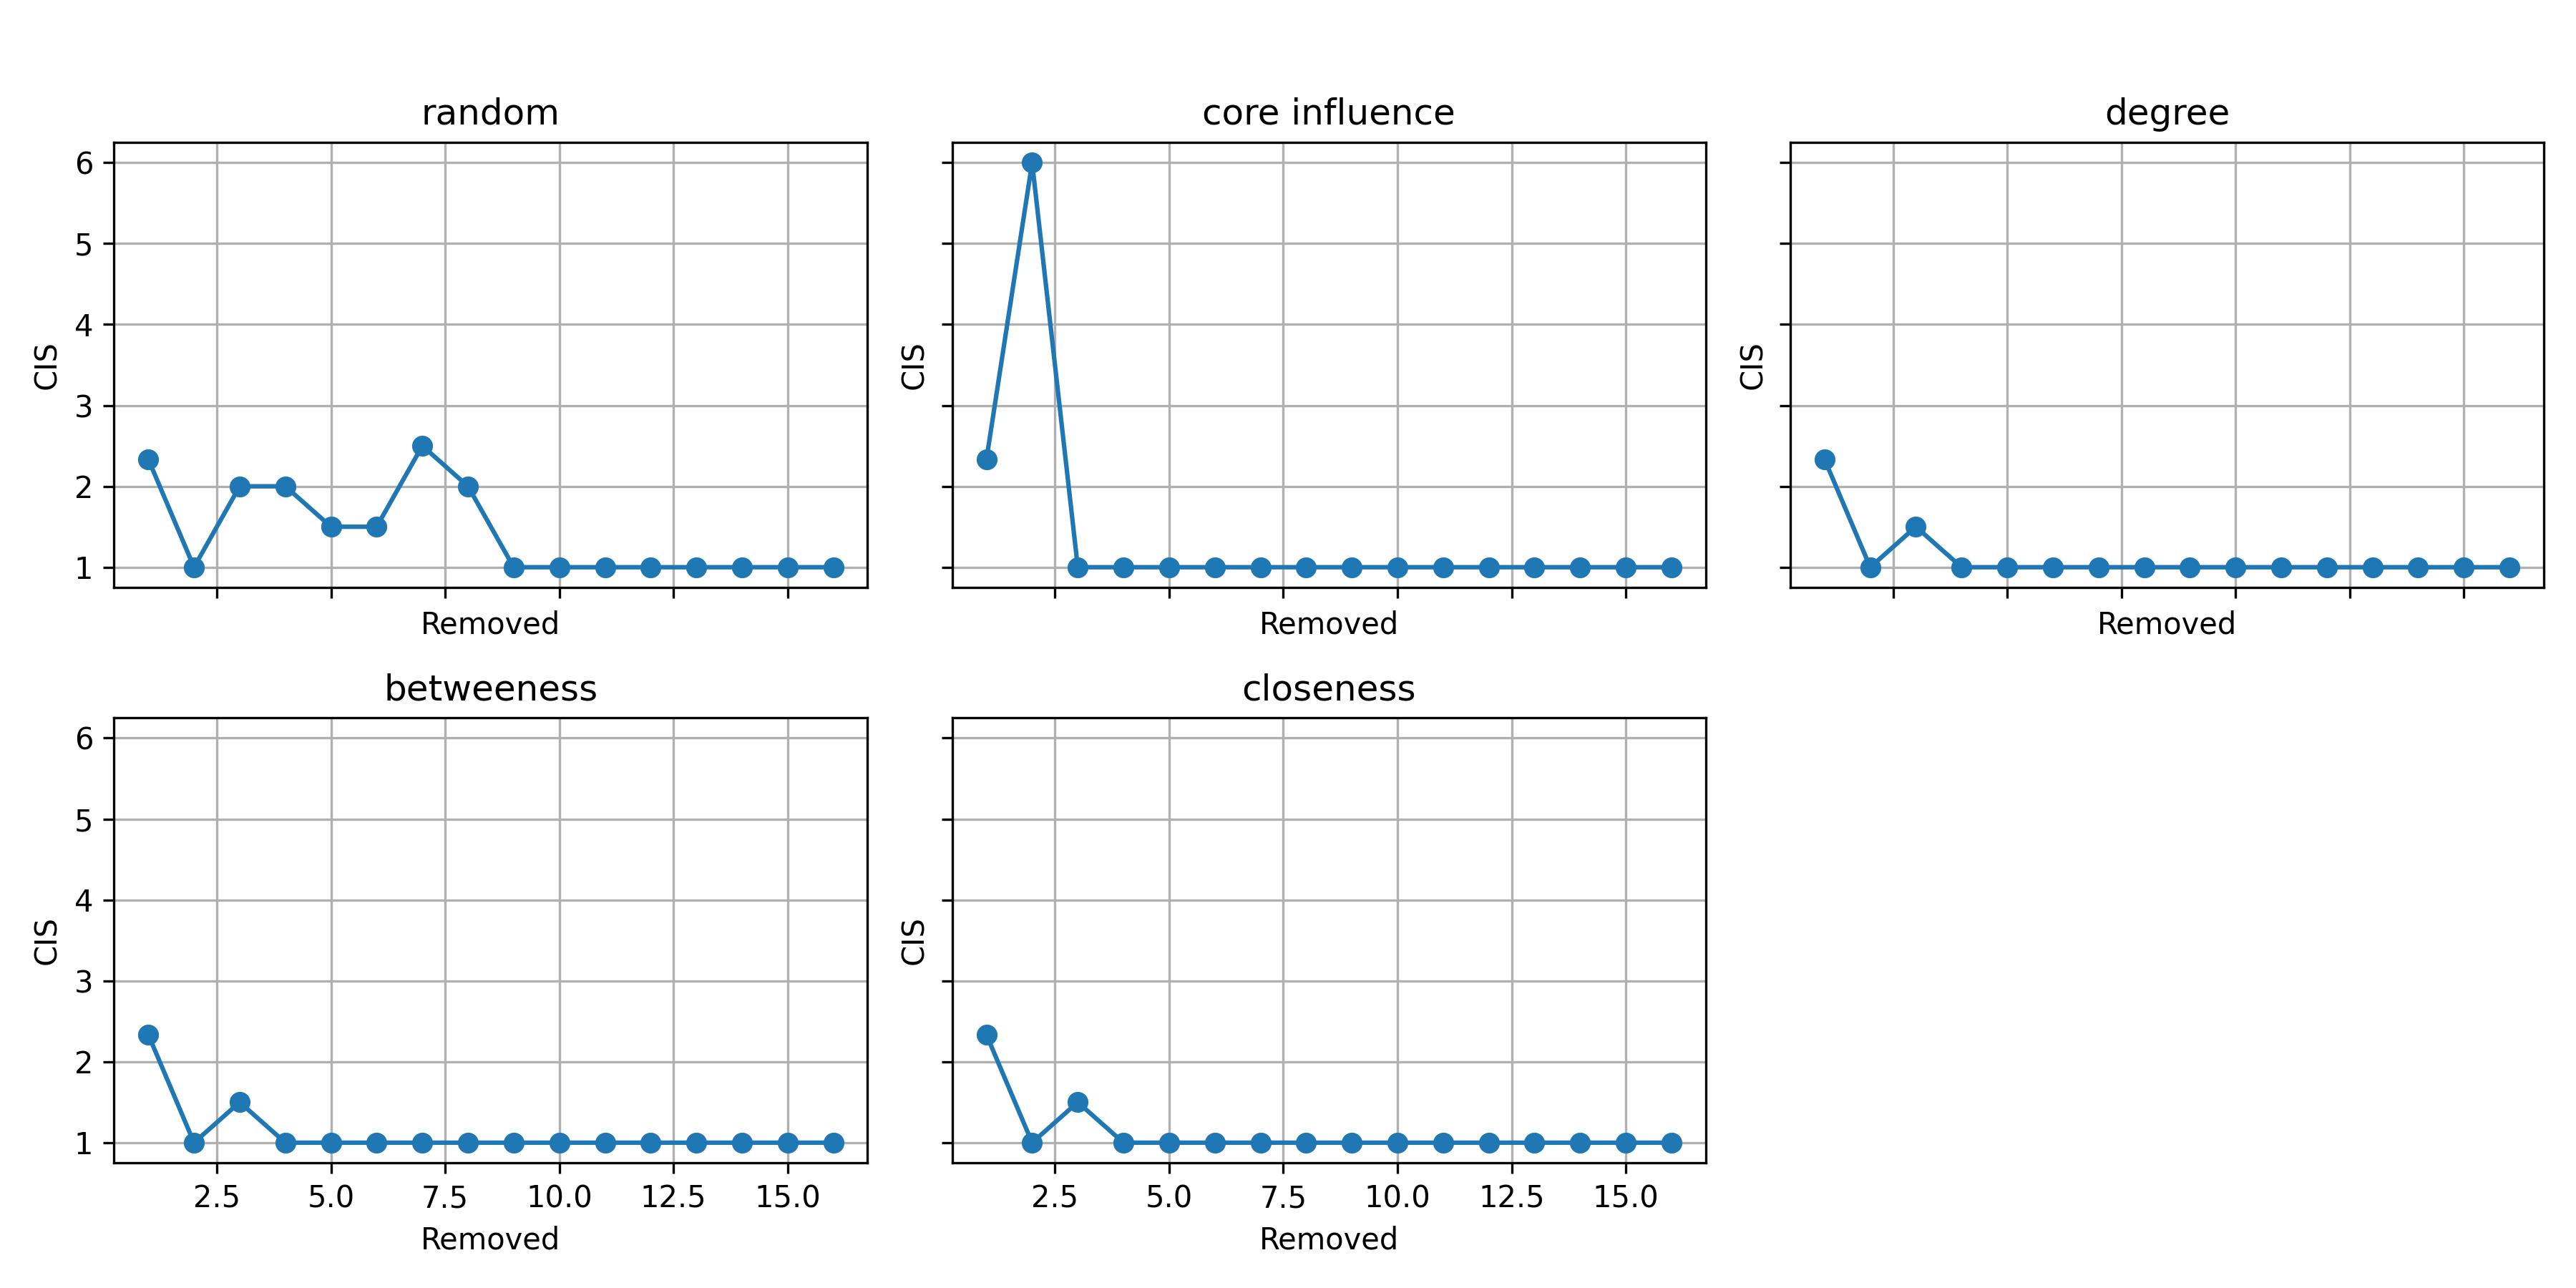 random
core influence
degree
6
5
4
3
2
1
CIS
CIS
CIS
Removed
Removed
Removed
betweeness
closeness
6
5
4
3
2
1
CIS
CIS
2.5 5.0 7.5 10.0 12.5 15.0
2.5 5.0 7.5 10.0 12.5 15.0
Removed
Removed